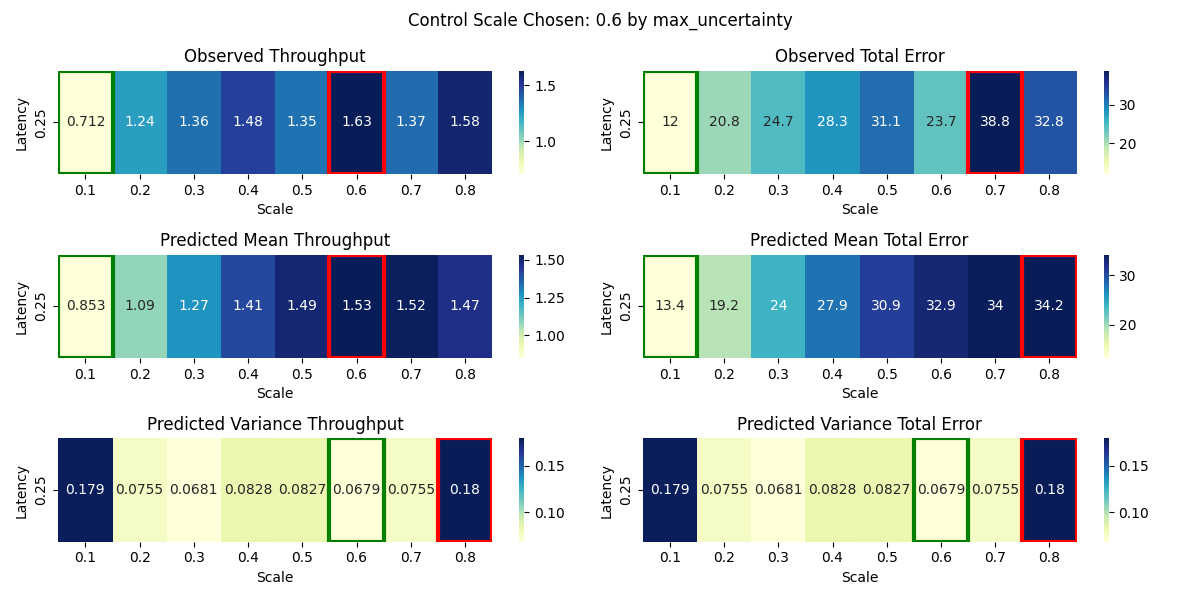 Control Scale Chosen: 0.6 by max_uncertainty
Observed Throughput
Latency
0.25
0.712 1.24 1.36 1.48 1.35 1.63 1.37 1.58
0.1 0.2 0.3 0.4 0.5 0.6 0.7 0.8
Scale
1.5
1.0
Observed Total Error
Latency
0.25
12 20.8 24.7 28.3 31.1 23.7 38.8 32.8
0.1 0.2 0.3 0.4 0.5 0.6 0.7 0.8
Scale
30
20
Predicted Mean Throughput
Latency
0.25
0.853 1.09 1.27 1.41 1.49 1.53 1.52 1.47
0.1 0.2 0.3 0.4 0.5 0.6 0.7 0.8
Scale
1.50
1.25
1.00
Predicted Mean Total Error
Latency
0.25
13.4 19.2 24 27.9 30.9 32.9 34 34.2
0.1 0.2 0.3 0.4 0.5 0.6 0.7 0.8
Scale
30
20
Predicted Variance Throughput
Latency
0.25
0.179 0.0755 0.0681 0.0828 0.0827 0.0679 0.0755 0.18
0.1 0.2 0.3 0.4 0.5 0.6 0.7 0.8
Scale
0.15
0.10
Predicted Variance Total Error
Latency
0.25
0.179 0.0755 0.0681 0.0828 0.0827 0.0679 0.0755 0.18
0.1 0.2 0.3 0.4 0.5 0.6 0.7 0.8
Scale
0.15
0.10